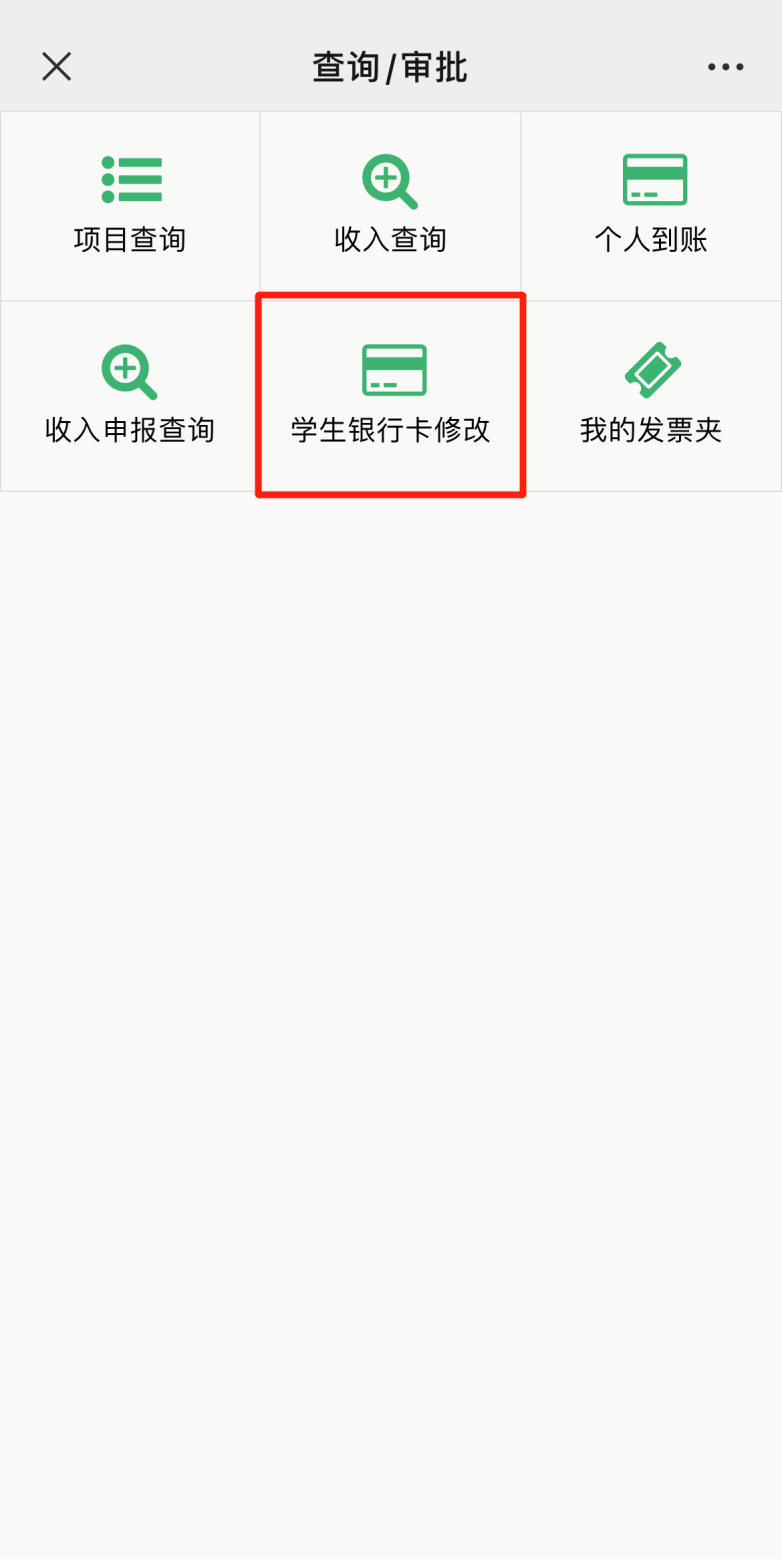 查询/审批
项目查询
收入查询
个人到账
收入申报查询
学生银行卡修改
我的发票夹